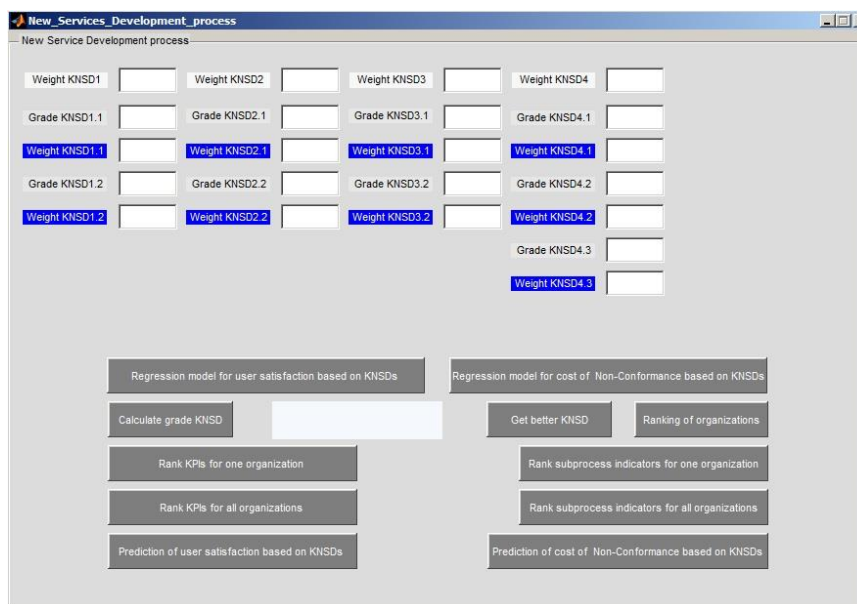 New_Services_Development_process
New Service Development process
Weight KNSD1 Weight KNSD2 Weight KNSD3 Weight KNSD4
Grade KNSD1.1 Grade KNSD2.1 Grade KNSD3.1 Grade KNSD4.1
Weight KNSD1.1 Weight KNSD2.1 Weight KNSD3.1 Weight KNSD4.1
Grade KNSD1.2 Grade KNSD2.2 Grade KNSD3.2 Grade KNSD4.2
Weight KNSD1.2 Weight KNSD2.2 Weight KNSD3.2 Weight KNSD4.2
Grade KNSD4.3
Weight KNSD4.3
Regression model for user satisfaction based on KNSDs Regression model for cost of Non-Conformance based on KNSDs
Calculate grade KNSD Get better KNSD Ranking of organizations
Rank KPIs for one organization Rank subprocess indicators for one organization
Rank KPIs for all organizations Rank subprocess indicators for all organizations
Prediction of user satisfaction based on KNSDs Prediction of cost of Non-Conformance based on KNSDs